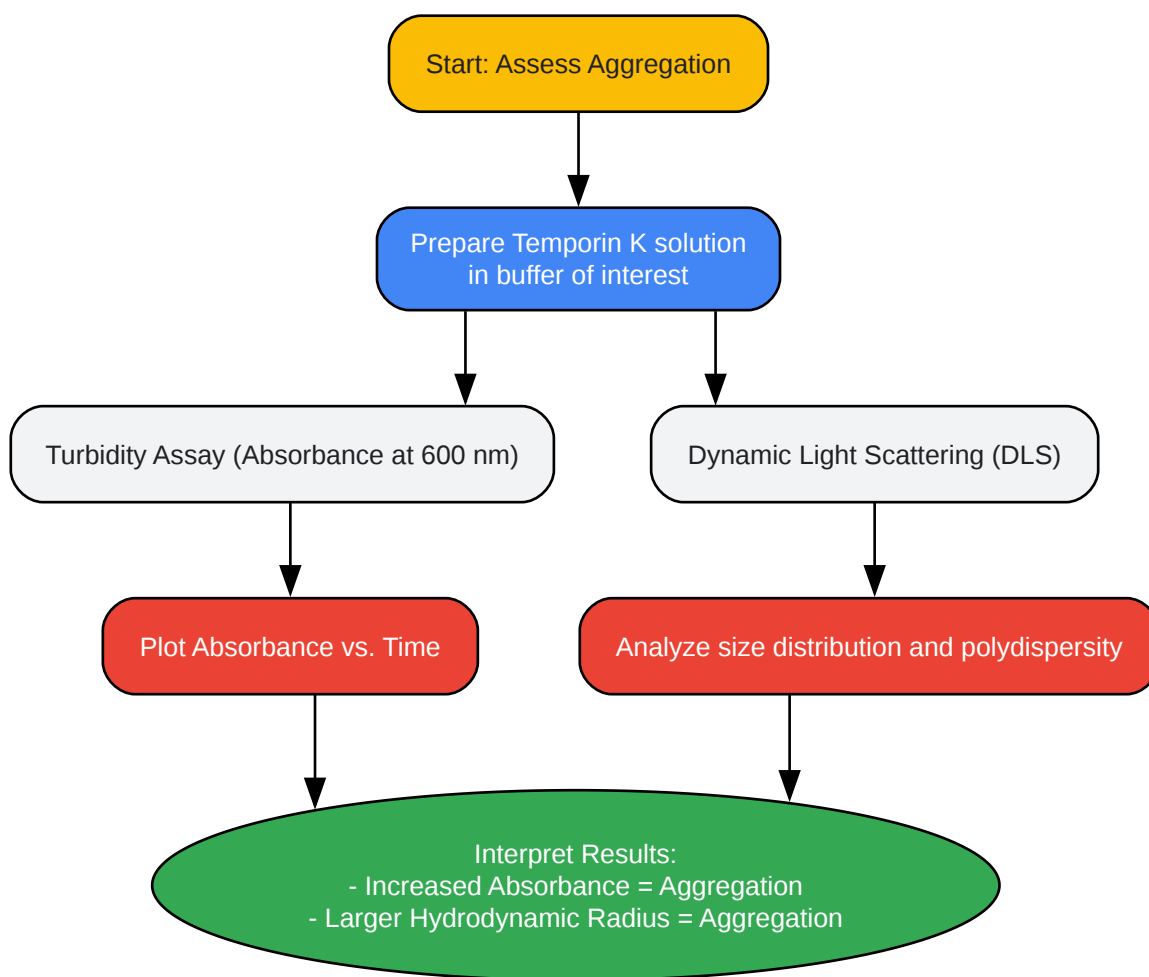 Start: Assess Aggregation
Prepare Temporin K solution
in buffer of interest
Turbidity Assay (Absorbance at 600 nm)
Dynamic Light Scattering (DLS)
Plot Absorbance vs. Time
Analyze size distribution and polydispersity
Interpret Results:
- Increased Absorbance = Aggregation
- Larger Hydrodynamic Radius = Aggregation